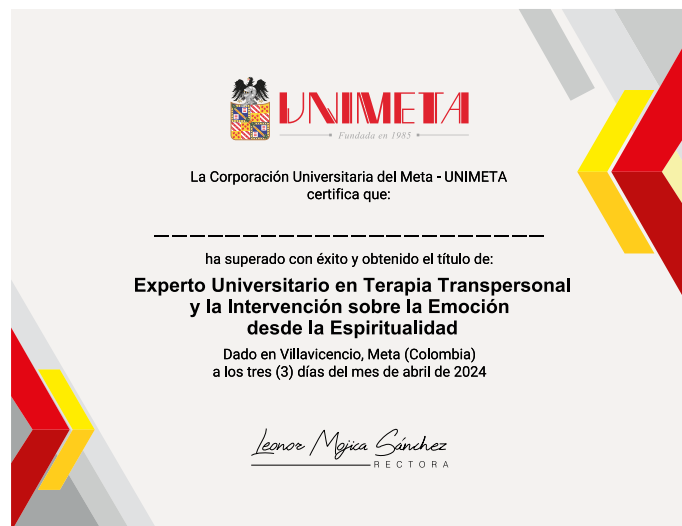 UNIMETA
Fundada en 1985
La Corporación Universitaria del Meta - UNIMETA
certifica que:
ha superado con éxito y obtenido el título de:
Experto Universitario en Terapia Transpersonal
y la Intervención sobre la Emoción
desde la Espiritualidad
Dado en Villavicencio, Meta (Colombia)
a los tres (3) días del mes de abril de 2024
Leonor Mojica Sánchez
RECTORA